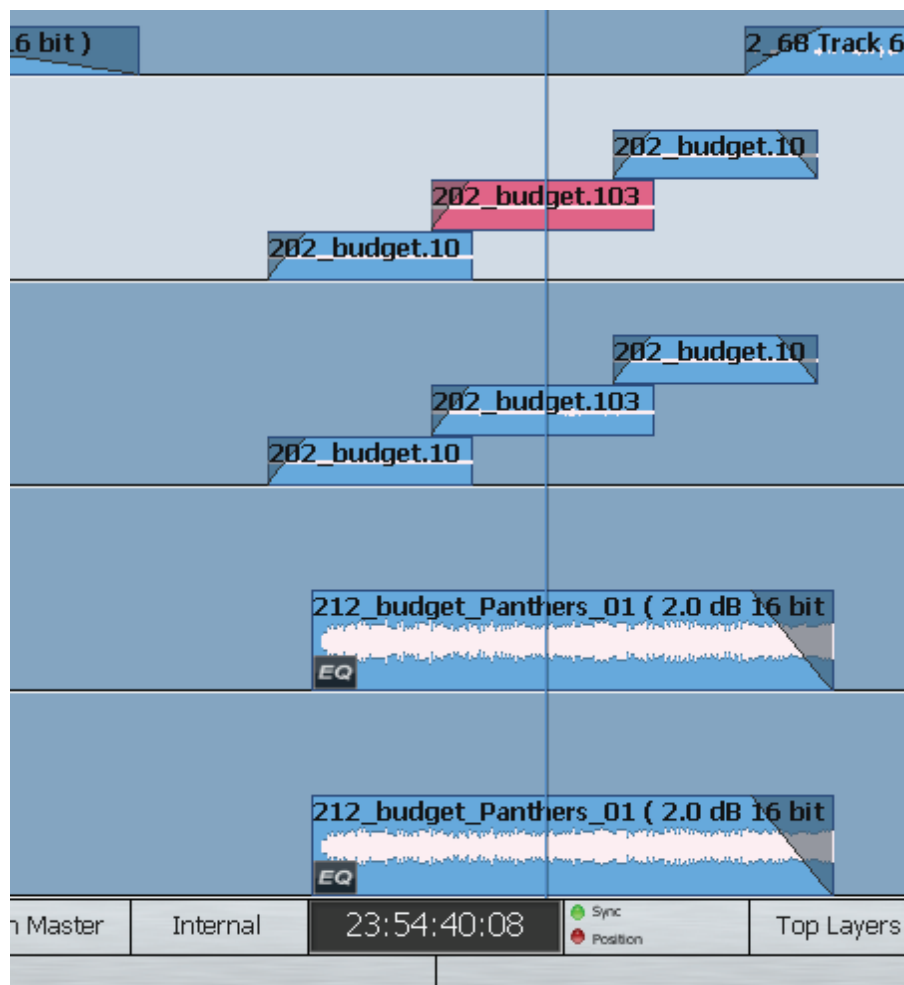 .6 bit )
2_68 Track 6
202_budget.10
202_budget.103
202_budget.10
202_budget.10
202_budget.103
202_budget.10
212_budget_Panthers_01 ( 2.0 dB 16 bit
EQ
212_budget_Panthers_01 ( 2.0 dB 16 bit
EQ
Master
Internal
23:54:40:08
Sync
Position
Top Layers